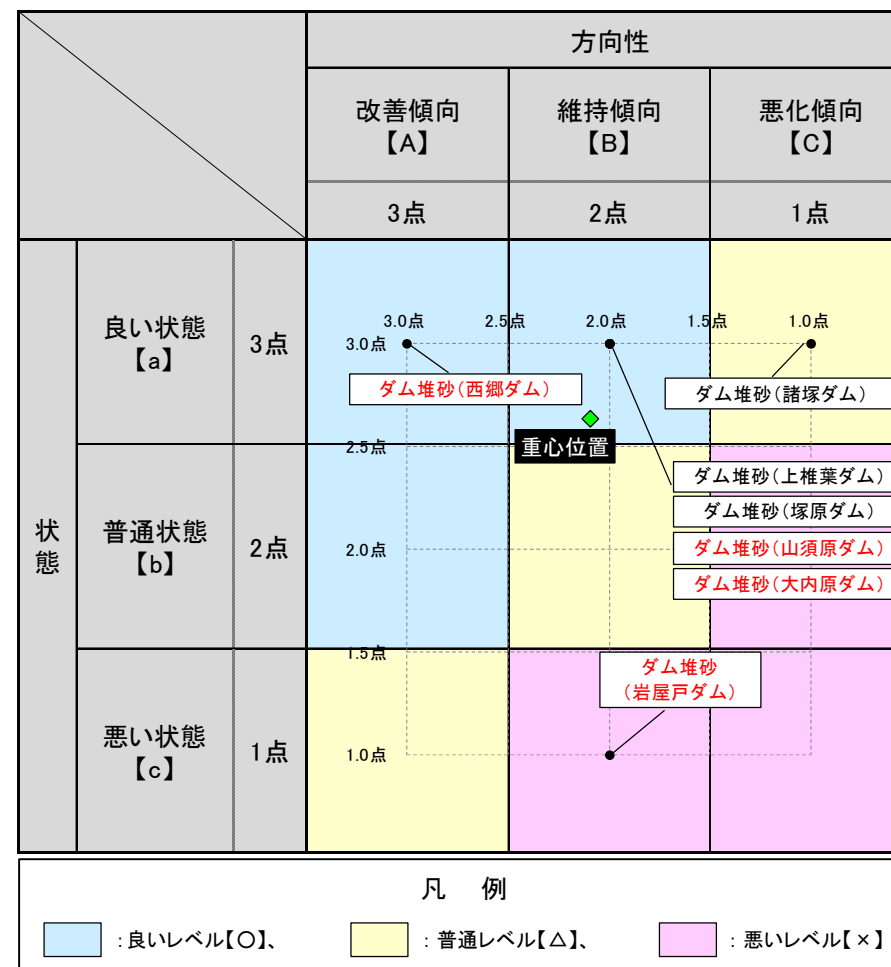 方向性
改善傾向
【A】
維持傾向
【B】
悪化傾向
【C】
3点
2点
1点
状態
良い状態
【a】
3点
普通状態
【b】
2点
悪い状態
【c】
1点
3.0点
2.5点
2.0点
1.5点
1.0点
3.0点
2.5点
2.0点
1.5点
1.0点
ダム堆砂(西郷ダム)
ダム堆砂(諸塚ダム)
重心位置
ダム堆砂(上椎葉ダム)
ダム堆砂(塚原ダム)
ダム堆砂(山須原ダム)
ダム堆砂(大内原ダム)
ダム堆砂
(岩屋戸ダム)
凡 例
:良いレベル【〇】、
:普通レベル【△】、
:悪いレベル【×】